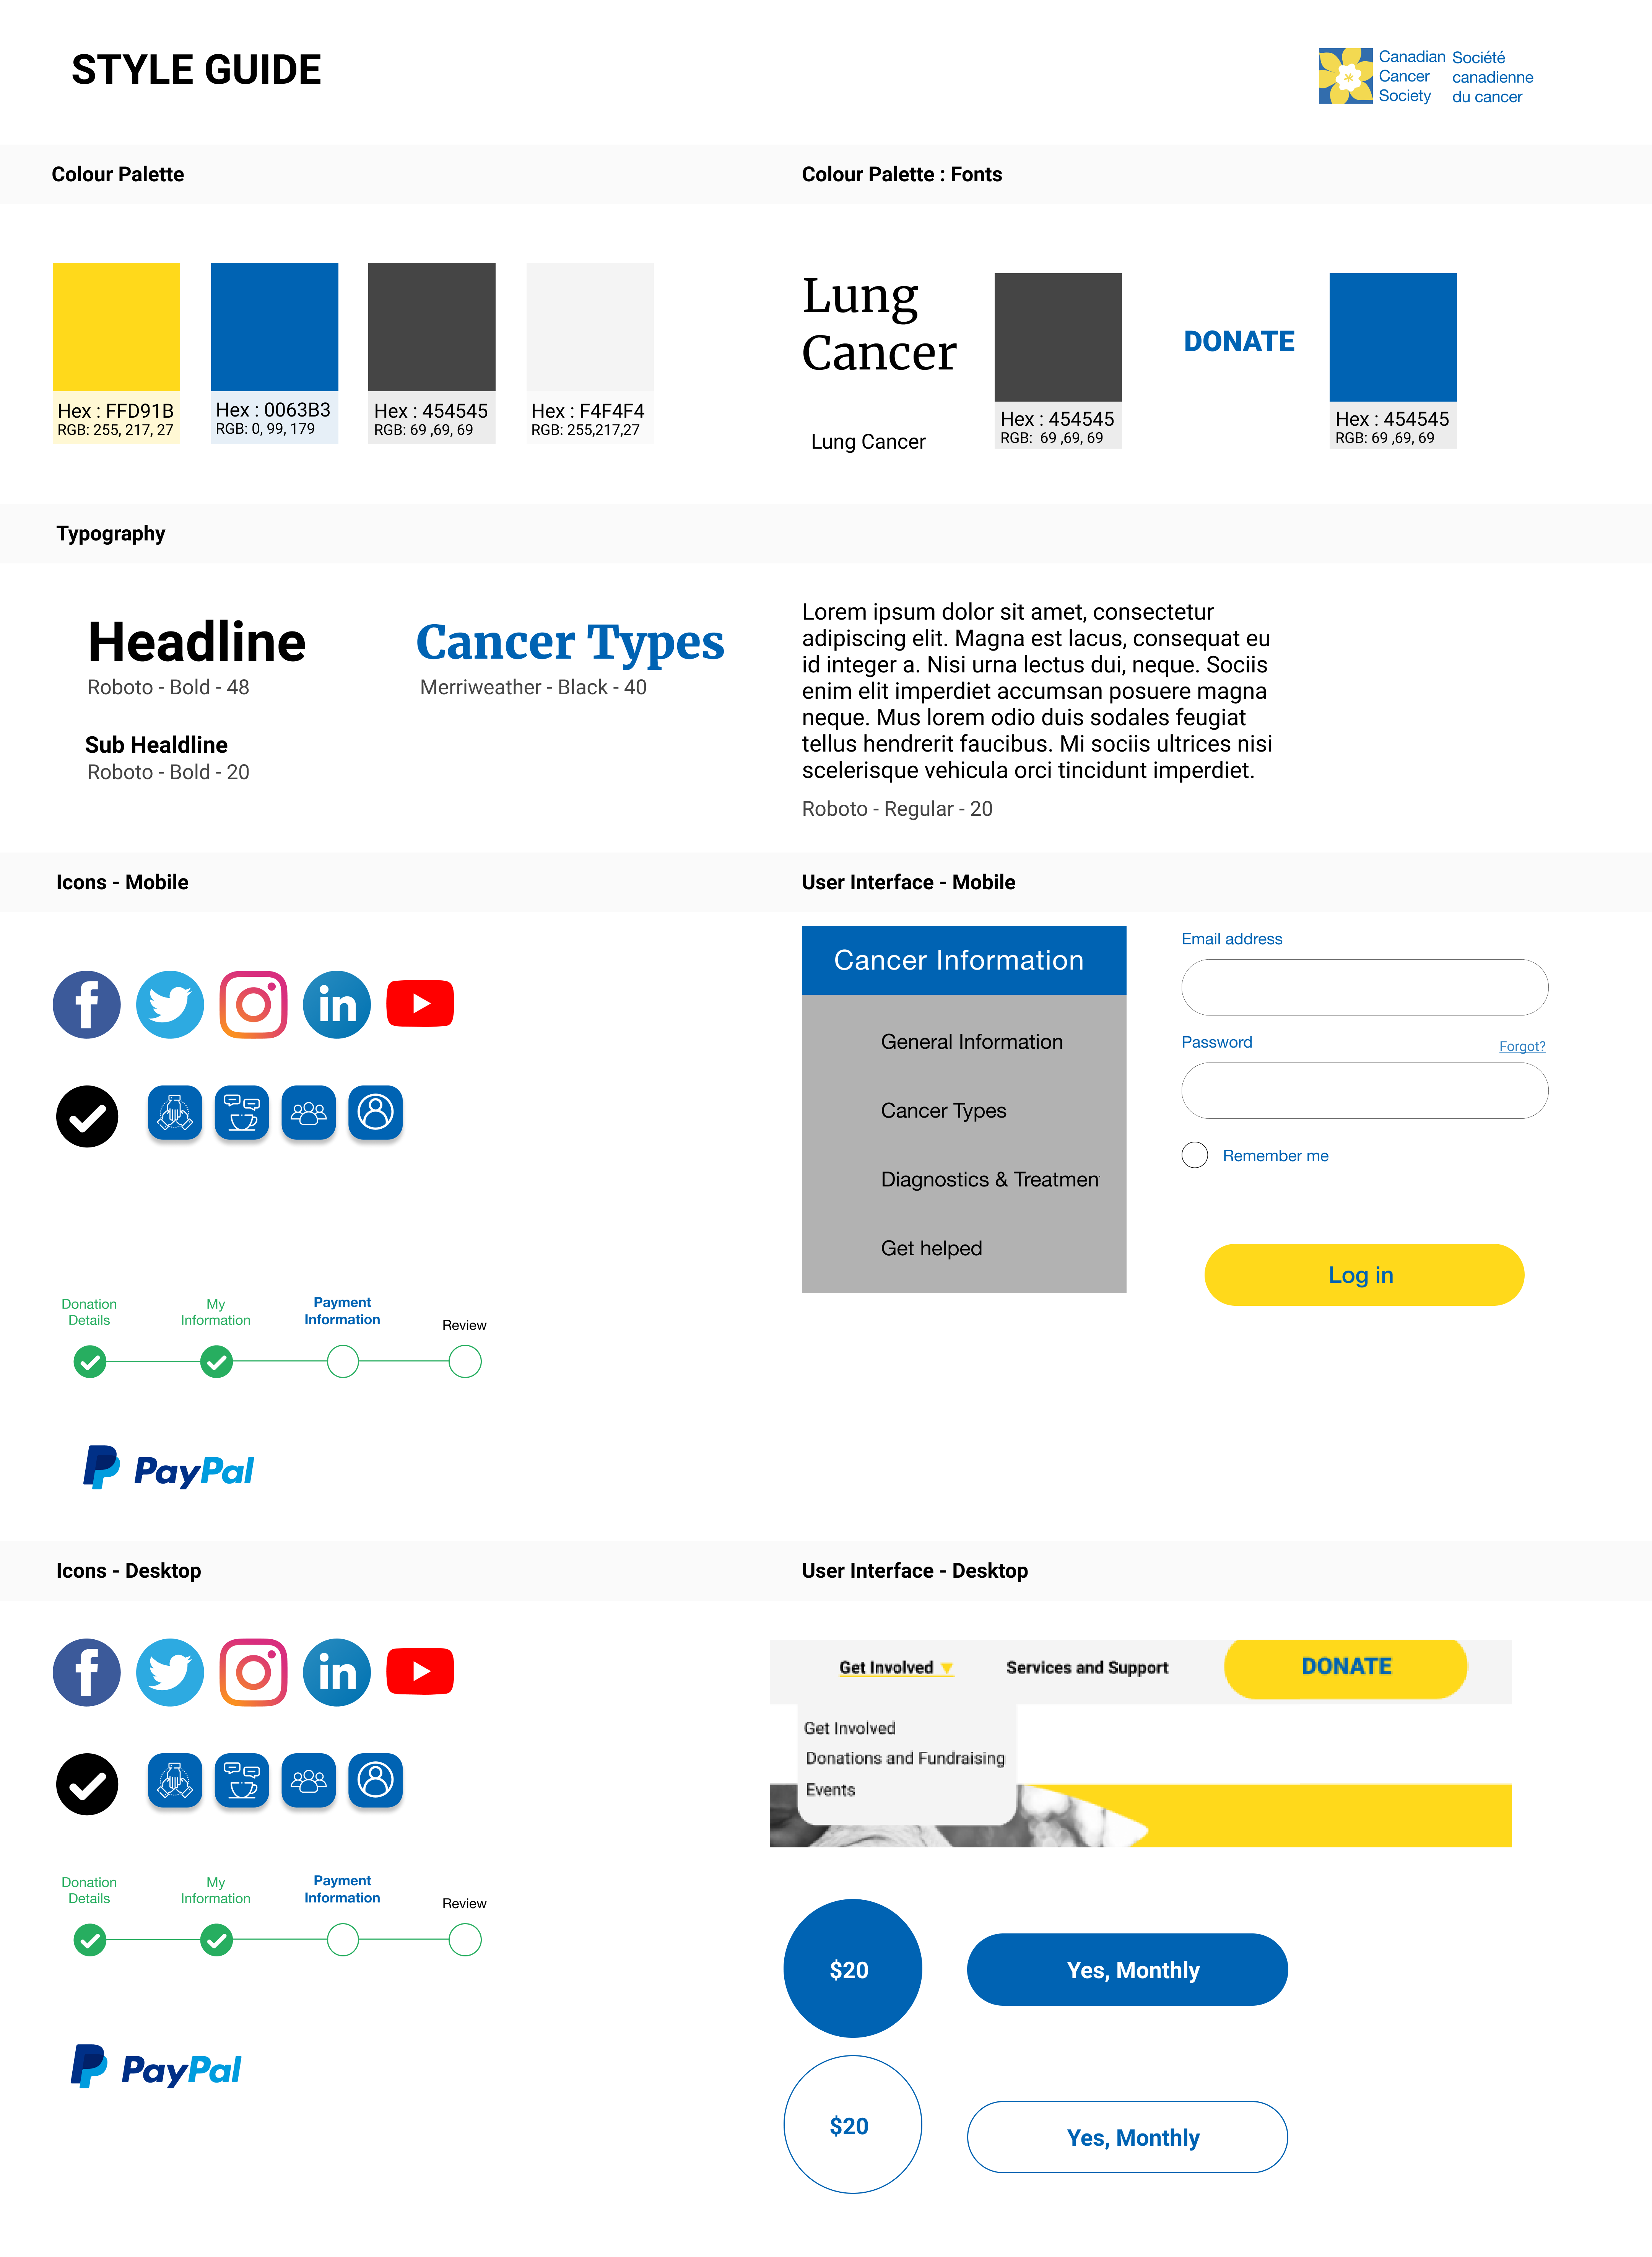 STYLE GUIDE
Canadian
Cancer
Society
Société
canadienne
du cancer
Colour Palette
Hex : FFD91B
RGB: 255, 217, 27
Hex : 0063B3
RGB: 0, 99, 179
Hex : 454545
RGB: 69 ,69, 69
Hex : F4F4F4
RGB: 255,217,27
Colour Palette : Fonts
Lung
Cancer
Lung Cancer
Hex : 454545
RGB: 69 ,69, 69
DONATE
Hex : 454545
RGB: 69 ,69, 69
Typography
Headline
Roboto - Bold - 48
Cancer Types
Merriweather - Black - 40
Sub Healdline
Roboto - Bold - 20
Lorem ipsum dolor sit amet, consectetur
adipiscing elit. Magna est lacus, consequat eu
id integer a. Nisi urna lectus dui, neque. Sociis
enim elit imperdiet accumsan posuere magna
neque. Mus lorem odio duis sodales feugiat
tellus hendrerit faucibus. Mi sociis ultrices nisi
scelerisque vehicula orci tincidunt imperdiet.
Roboto - Regular - 20
Icons - Mobile
f
in
Donation
Details
My
Information
Payment
Information
Review
PayPal
User Interface - Mobile
Cancer Information
General Information
Cancer Types
Diagnostics & Treatmen
Get helped
Email address
Password
Forgot?
Remember me
Log in
Icons - Desktop
f
in
Donation
Details
My
Information
Payment
Information
Review
PayPal
User Interface - Desktop
Get Involved
Services and Support
DONATE
Get Involved
Donations and Fundraising
Events
$20
Yes, Monthly
$20
Yes, Monthly